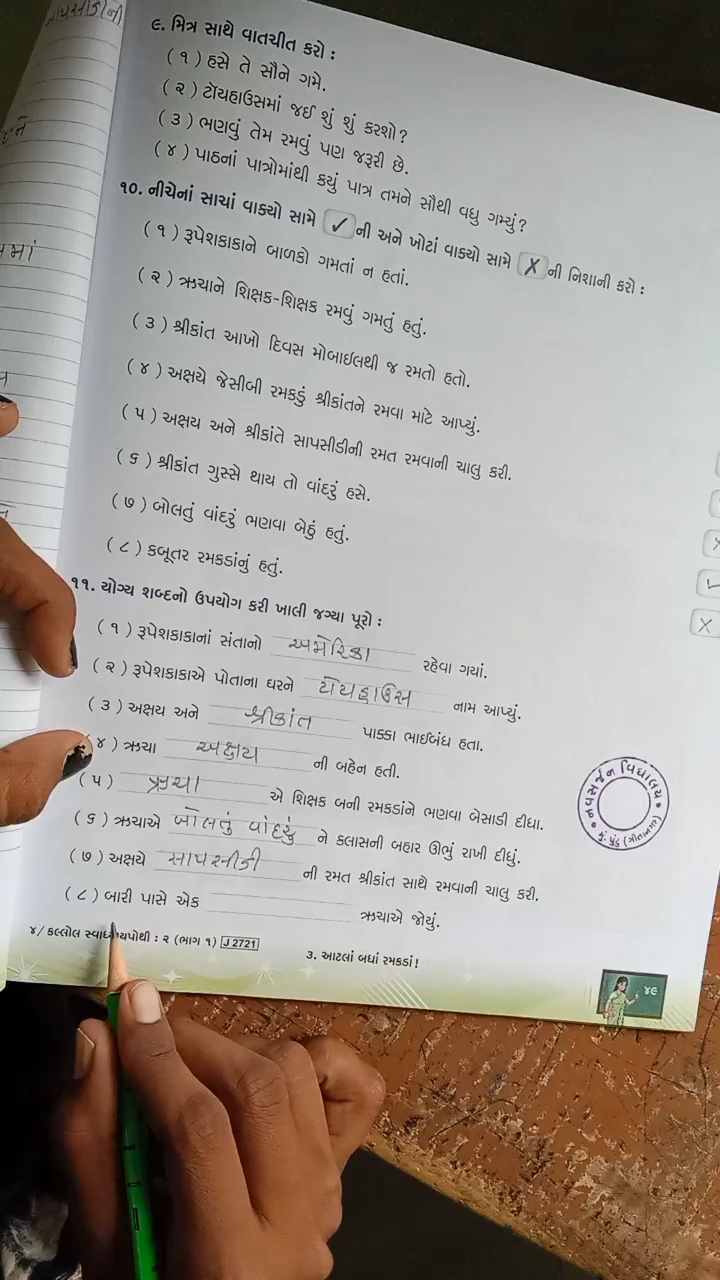 ૯. મિત્ર સાથે વાતચીત કરો :
(૧) હસે તે સૌને ગમે.
(૨) ટૉયહાઉસમાં જઈ શું શું કરશો?
(૩) ભણવું તેમ રમવું પણ જરૂરી છે.
(૪) પાઠનાં પાત્રોમાંથી કયું પાત્ર તમને સૌથી વધુ ગમ્યું?
૧૦. નીચેનાં સાચાં વાક્યો સામે ✓ ની અને ખોટાં વાક્યો સામે ✗ ની નિશાની કરો :
(૧) રૂપેશકાકાને બાળકો ગમતાં ન હતાં.
(૨) ઋચાને શિક્ષક-શિક્ષક રમવું ગમતું હતું.
(૩) શ્રીકાંત આખો દિવસ મોબાઈલથી જ રમતો હતો.
(૪) અક્ષયે જેસીબી રમકડું શ્રીકાંતને રમવા માટે આપ્યું.
(૫) અક્ષય અને શ્રીકાંતે સાપસીડીની રમત રમવાની ચાલુ કરી.
(૬) શ્રીકાંત ગુસ્સે થાય તો વાંદરું હસે.
(૭) બોલતું વાંદરું ભણવા બેઠું હતું.
(૮) કબૂતર રમકડાંનું હતું.
૧૧. યોગ્ય શબ્દનો ઉપયોગ કરી ખાલી જગ્યા પૂરો :
(૧) રૂપેશકાકાનાં સંતાનો અમેરિકા રહેવા ગયાં.
(૨) રૂપેશકાકાએ પોતાના ઘરને ટોયહાઉસ નામ આપ્યું.
(૩) અક્ષય અને શ્રીકાંત પાક્કા ભાઈબંધ હતા.
૪) ઋચા અક્ષય ની બહેન હતી.
(૫) ઋચા એ શિક્ષક બની રમકડાંને ભણવા બેસાડી દીધા.
(૬) ઋચાએ બોલતું વાંદરું ને ક્લાસની બહાર ઊભું રાખી દીધું.
(૭) અક્ષયે સાપસીડી ની રમત શ્રીકાંત સાથે રમવાની ચાલુ કરી.
(૮) બારી પાસે એક ઋચાએ જોયું.
નવસર્જન વિદ્યાલય
૪/ કલ્લોલ સ્વાધ્યાયપોથી : ૨ (ભાગ ૧) J 2721
3. આટલાં બધાં રમકડાં!
૪૯